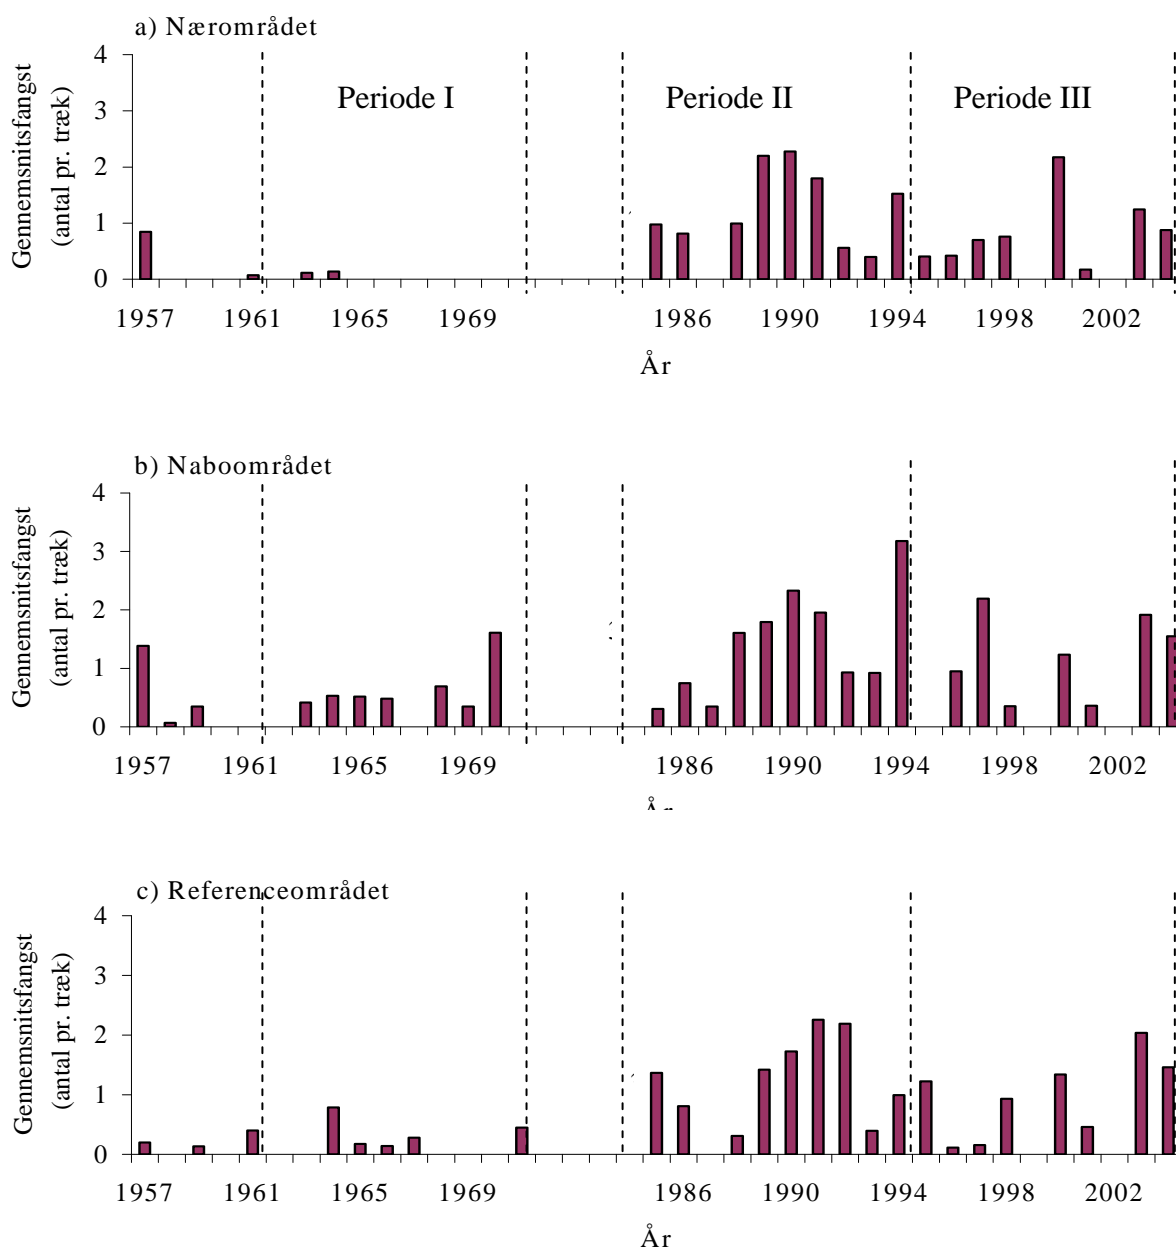 a) Nærområdet
4
Periode I Periode II Periode III
3
2
1
0
Gennemsnitsfangst
(antal pr. træk)
1957 1961 1965 1969 1986 1990 1994 1998 2002
År
b) Naboområdet
4
3
2
1
0
Gennemsnitsfangst
(antal pr. træk)
1957 1961 1965 1969 1986 1990 1994 1998 2002
År
c) Referenceområdet
4
3
2
1
0
Gennemsnitsfangst
(antal pr. træk)
1957 1961 1965 1969 1986 1990 1994 1998 2002
År